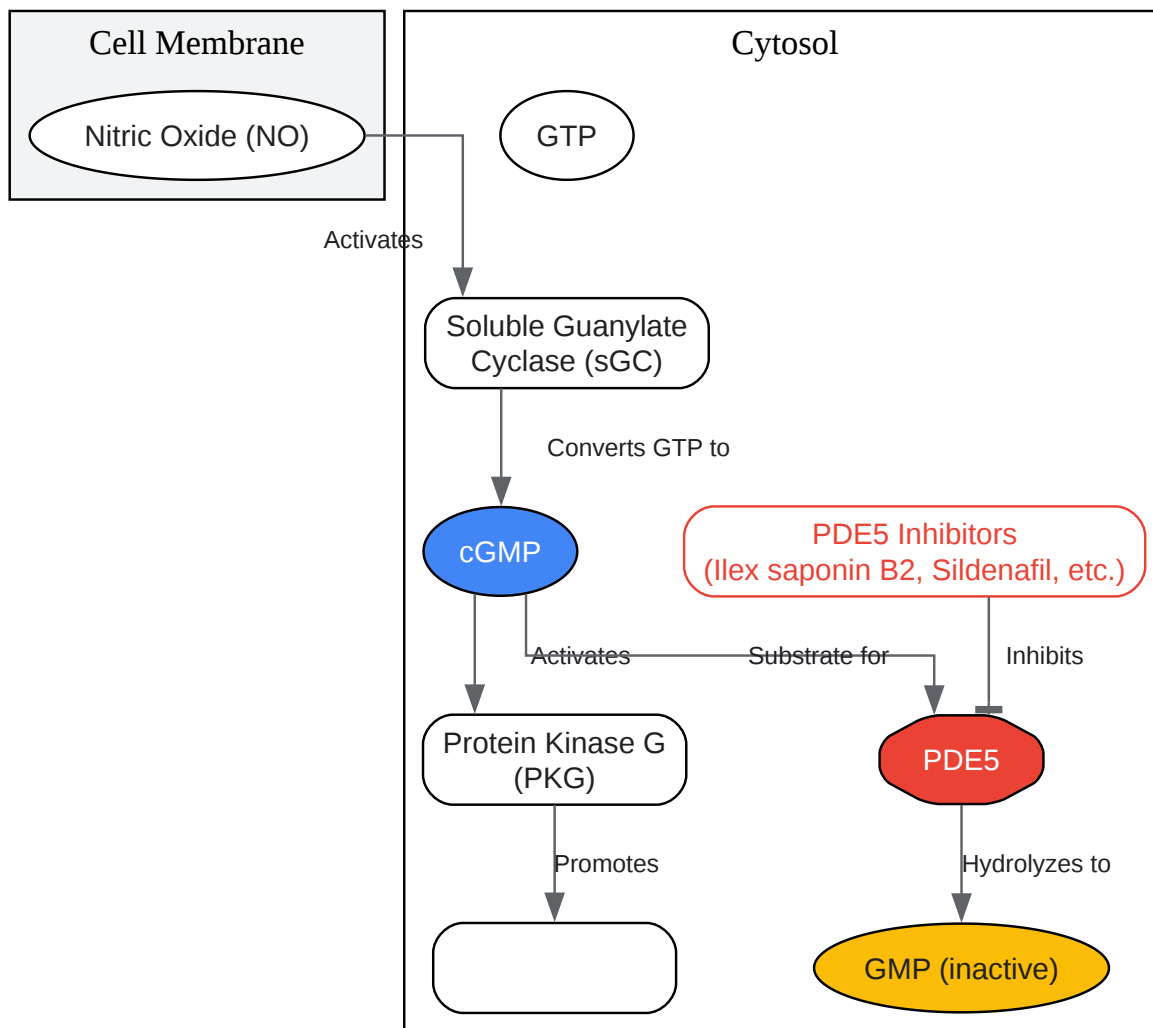 Cell Membrane
Cytosol
Nitric Oxide (NO)
GTP
Activates
Soluble Guanylate
Cyclase (sGC)
Converts GTP to
cGMP
PDE5 Inhibitors
(Ilex saponin B2, Sildenafil, etc.)
Activates
Substrate for
Inhibits
Protein Kinase G
(PKG)
PDE5
Promotes
Hydrolyzes to
GMP (inactive)